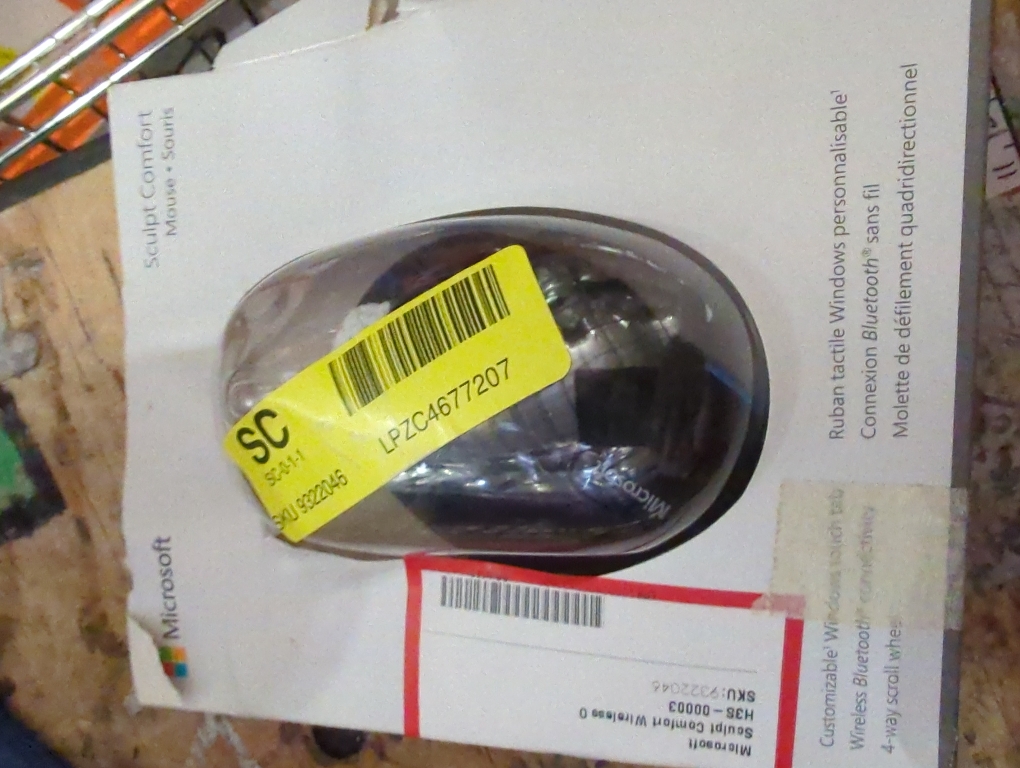 Microsoft
Sculpt Comfort
Mouse • Souris
SC
SC-0-1-1
SKU 9322046
LPZC4677207
Microsoft
Customizable¹ Windows touch tab
Wireless Bluetooth® connectivity
4-way scroll wheel
Ruban tactile Windows personnalisable¹
Connexion Bluetooth® sans fil
Molette de défilement quadridirectionnel
Microsoft
Sculpt Comfort Wireless O
H3S-00003
SKU:9322046